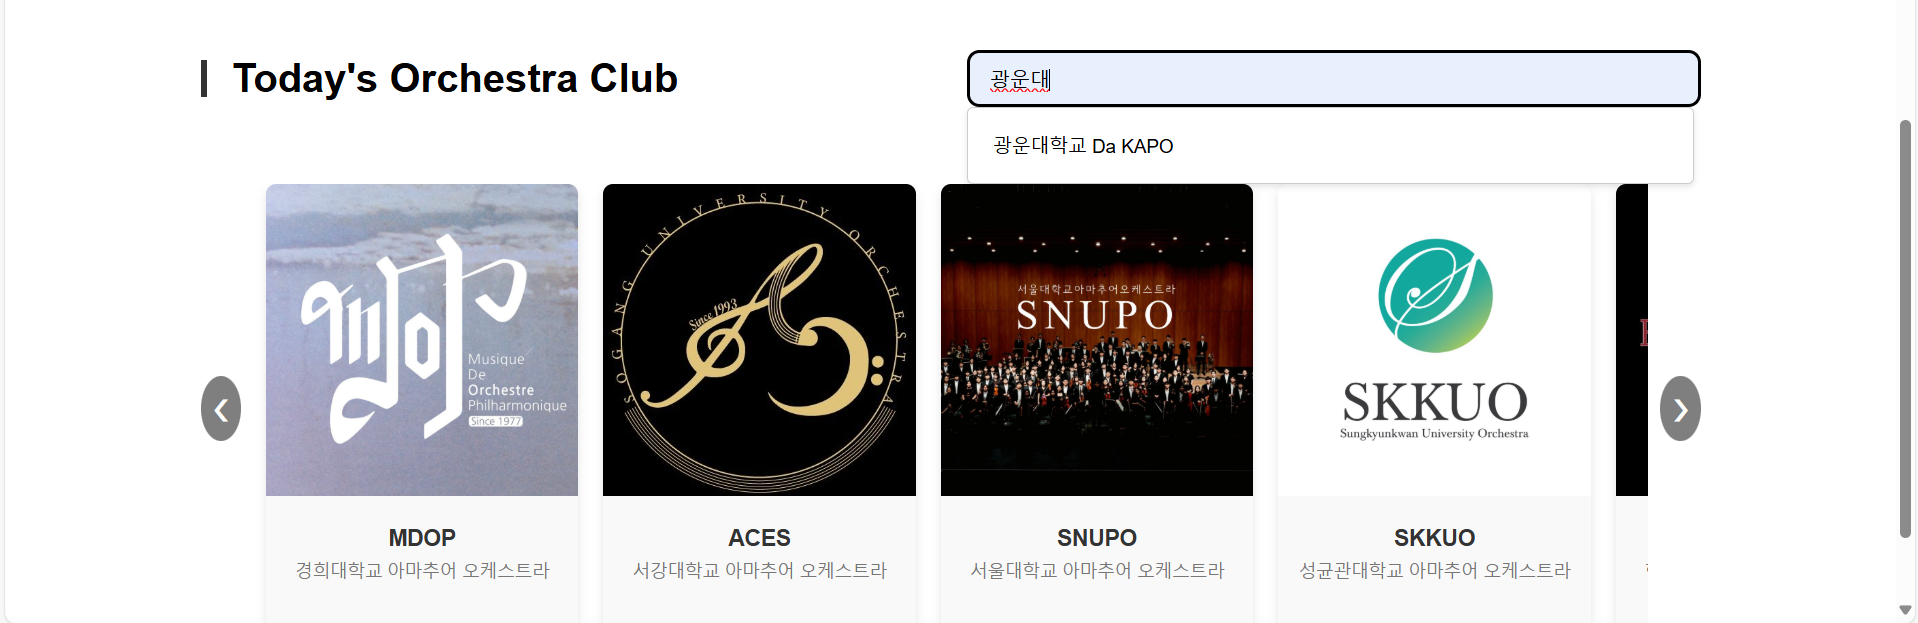 Today's Orchestra Club
광운대
광운대학교 Da KAPO
Musique
De
Orchestre
Philharmonique
Since 1977
MDOP
경희대학교 아마추어 오케스트라
SOGANG UNIVERSITY ORCHESTRA
Since 1993
ACES
서강대학교 아마추어 오케스트라
서울대학교아마추어오케스트라
SNUPO
SNUPO
서울대학교 아마추어 오케스트라
SKKUO
Sungkyunkwan University Orchestra
SKKUO
성균관대학교 아마추어 오케스트라